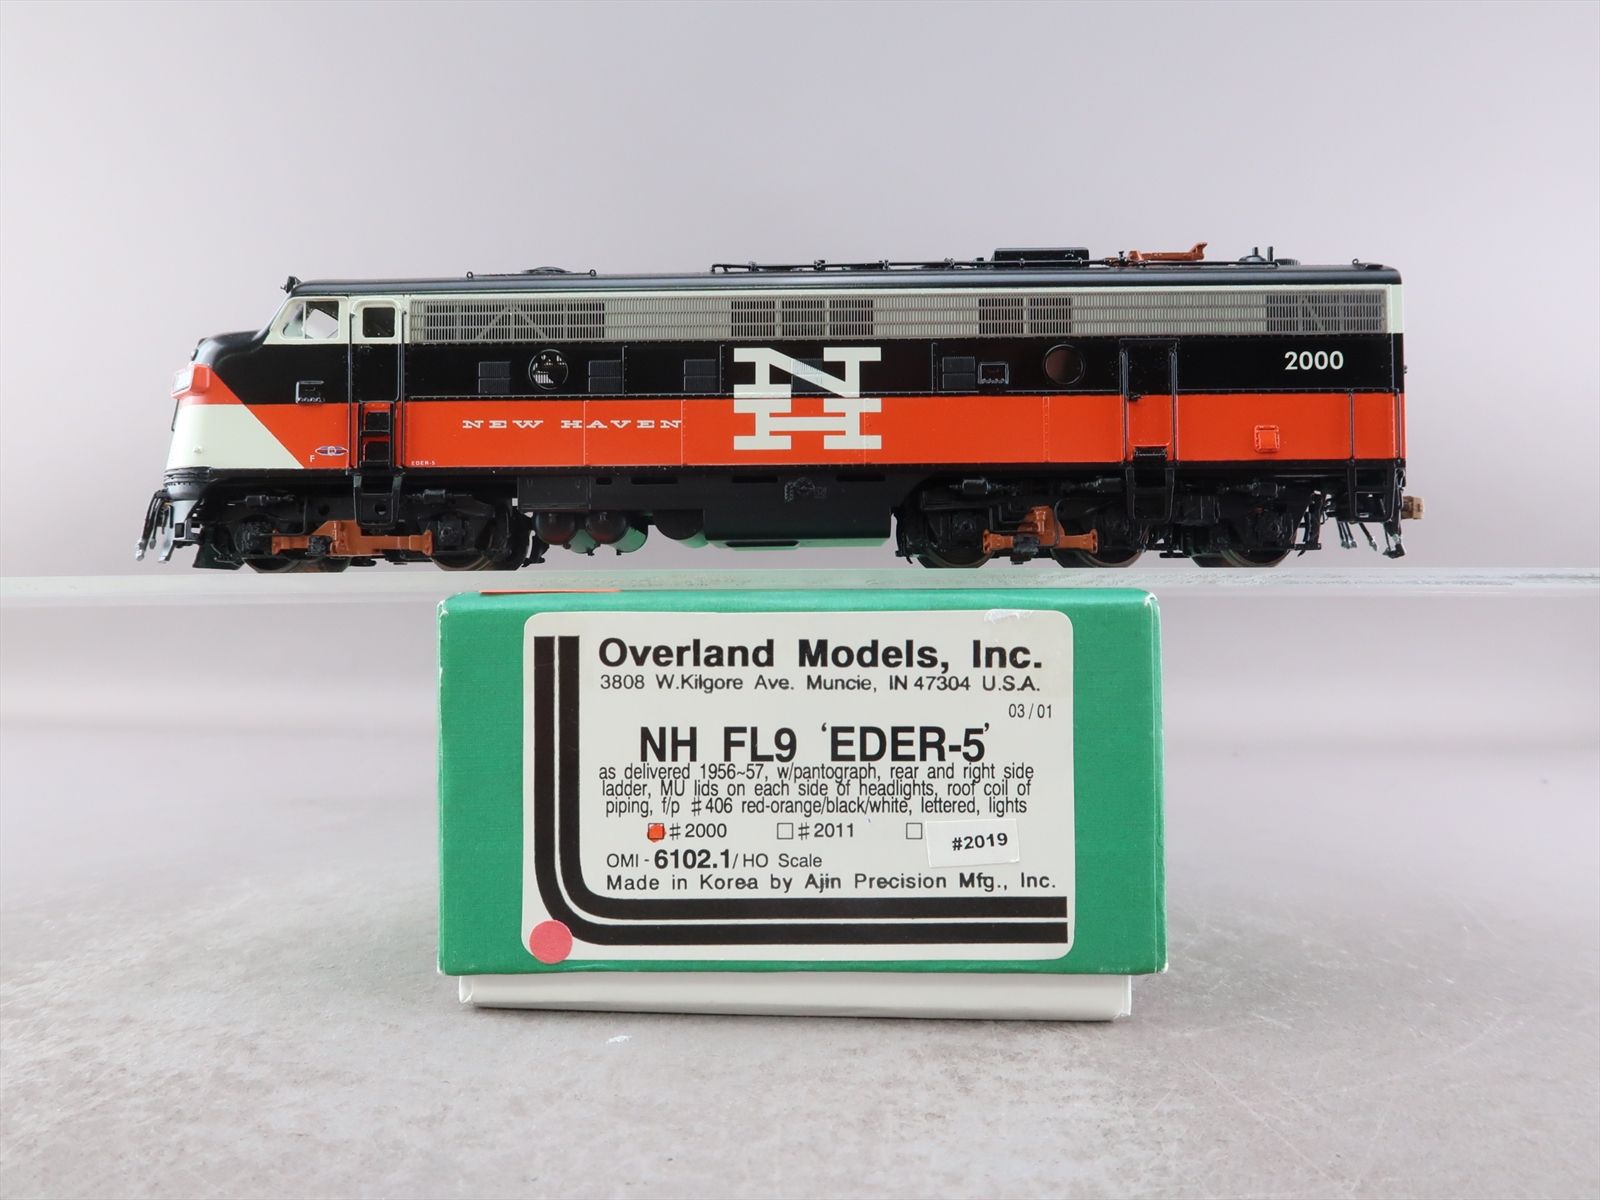 2000
NEW HAVEN
NH
F
EDER-5
Overland Models, Inc.
3808 W.Kilgore Ave. Muncie, IN 47304 U.S.A.
03/01
NH FL9 'EDER-5'
as delivered 1956~57, w/pantograph, rear and right side
ladder, MU lids on each side of headlights, roof coil of
piping, f/p #406 red-orange/black/white, lettered, lights
#2000 #2011 #2019
OMI-6102.1/HO Scale
Made in Korea by Ajin Precision Mfg., Inc.